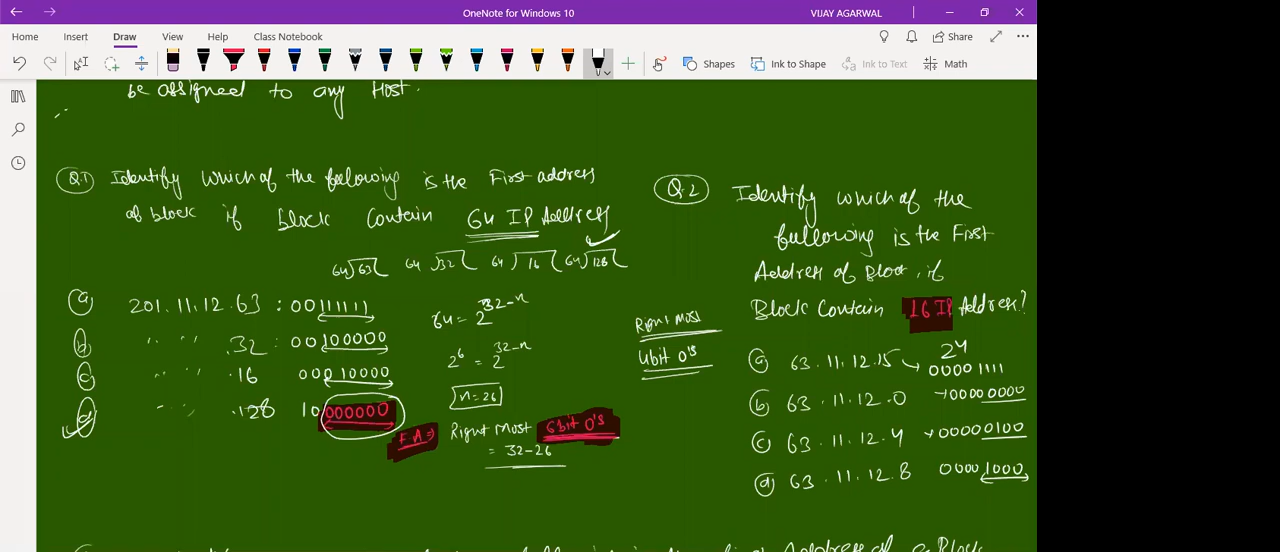 OneNote for Windows 10
VIJAY AGARWAL
Home Insert Draw View Help Class Notebook
Share
Shapes Ink to Shape Ink to Text Math
be assigned to any Host.
Q.1 Identify which of the following is the First address
of block if Block Contain 64 IP Address
64 63 64 32 64 16 64 128
a 201.11.12.63 : 00111111
b " " .32 : 00100000
c " " .16 00010000
d " " .128 10000000
64 = 2^32-n
2^6 = 2^32-n
n=26
F.A ⇒ Right Most 6bit 0's
= 32-26
Right Most
4bit 0's
Q.2 Identify which of the
following is the First
Address of Block, if
Block Contain 16 IP Address?
2^4
a 63.11.12.15 → 00001111
b 63.11.12.0 → 00000000
c 63.11.12.4 → 00000100
d 63.11.12.8 00001000